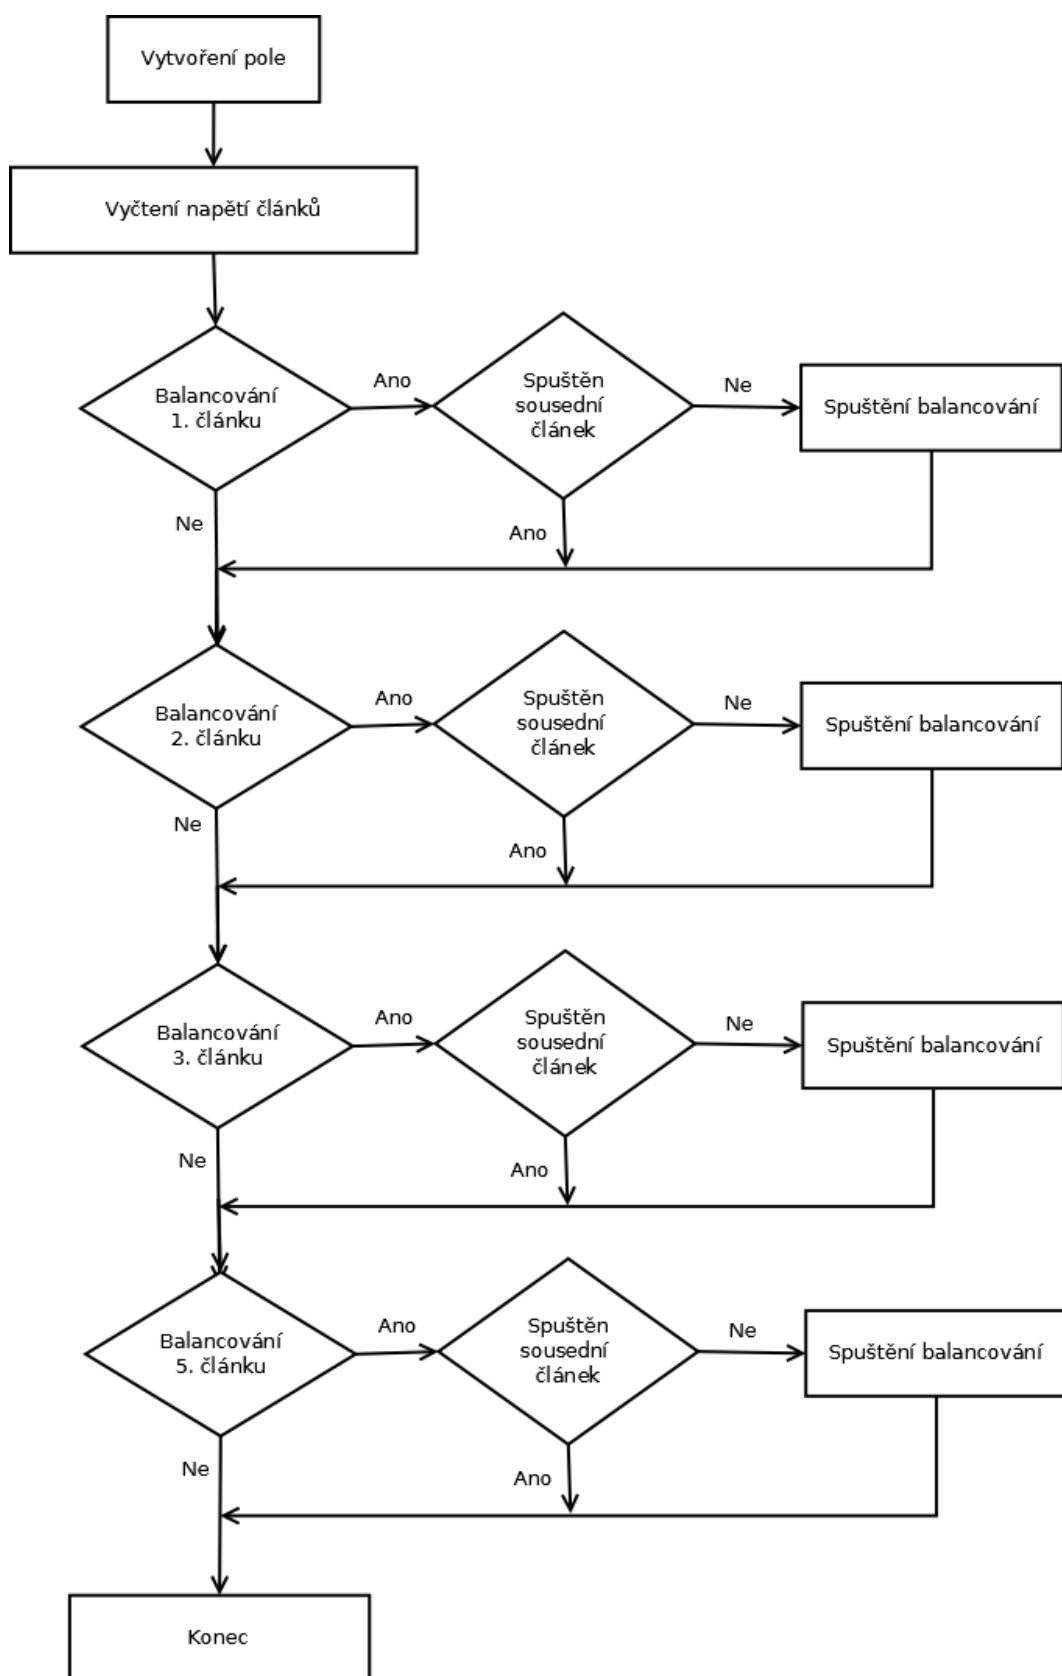 Vytvoření pole
Vyčtení napětí článků
Balancování
1. článku
Ano
Spuštěn
sousední
článek
Ne
Spuštění balancování
Ne
Ano
Balancování
2. článku
Ano
Spuštěn
sousední
článek
Ne
Spuštění balancování
Ne
Ano
Balancování
3. článku
Ano
Spuštěn
sousední
článek
Ne
Spuštění balancování
Ne
Ano
Balancování
5. článku
Ano
Spuštěn
sousední
článek
Ne
Spuštění balancování
Ne
Ano
Konec